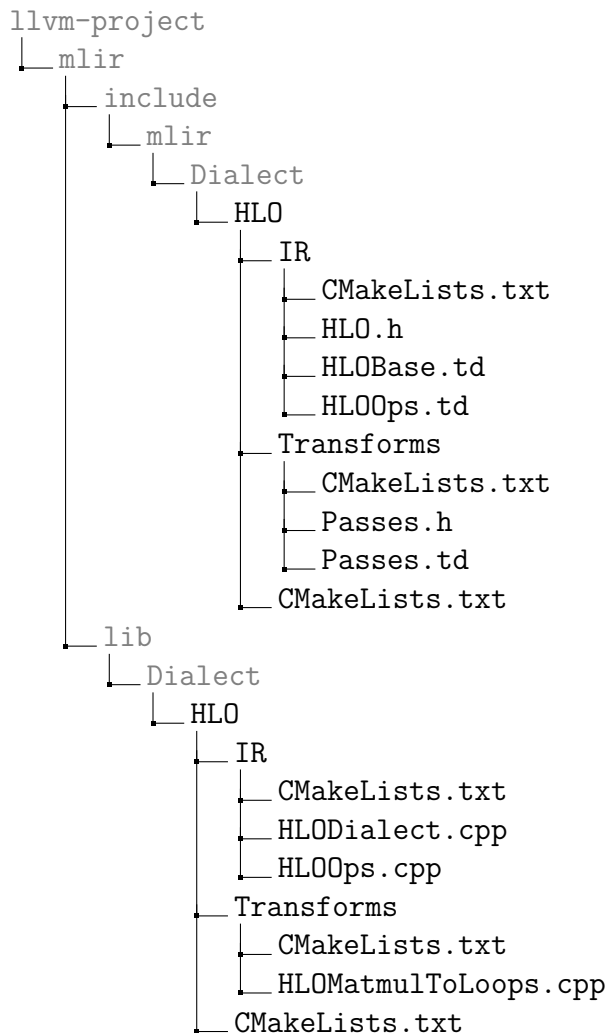 llvm-project
mlir
include
mlir
Dialect
HLO
IR
CMakeLists.txt
HLO.h
HLOBase.td
HLOOps.td
Transforms
CMakeLists.txt
Passes.h
Passes.td
CMakeLists.txt
lib
Dialect
HLO
IR
CMakeLists.txt
HLODialect.cpp
HLOOps.cpp
Transforms
CMakeLists.txt
HLOMatmulToLoops.cpp
CMakeLists.txt